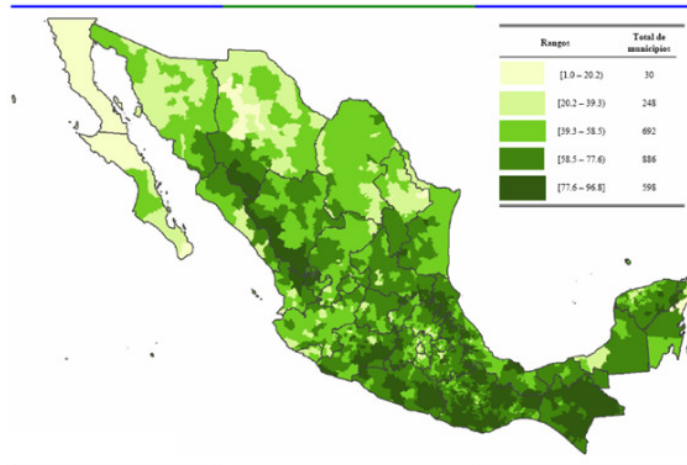 Rangos Total de
municipios
[1.0 – 20.2) 30
[20.2 – 39.3) 248
[39.3 – 58.5) 692
[58.5 – 77.6) 886
[77.6 – 96.8] 598